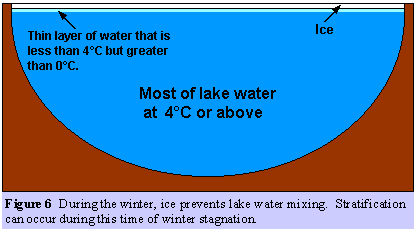 Thin layer of water that is
less than 4°C but greater
than 0°C.
Ice
Most of lake water
at 4°C or above
Figure 6 During the winter, ice prevents lake water mixing. Stratification
can occur during this time of winter stagnation.